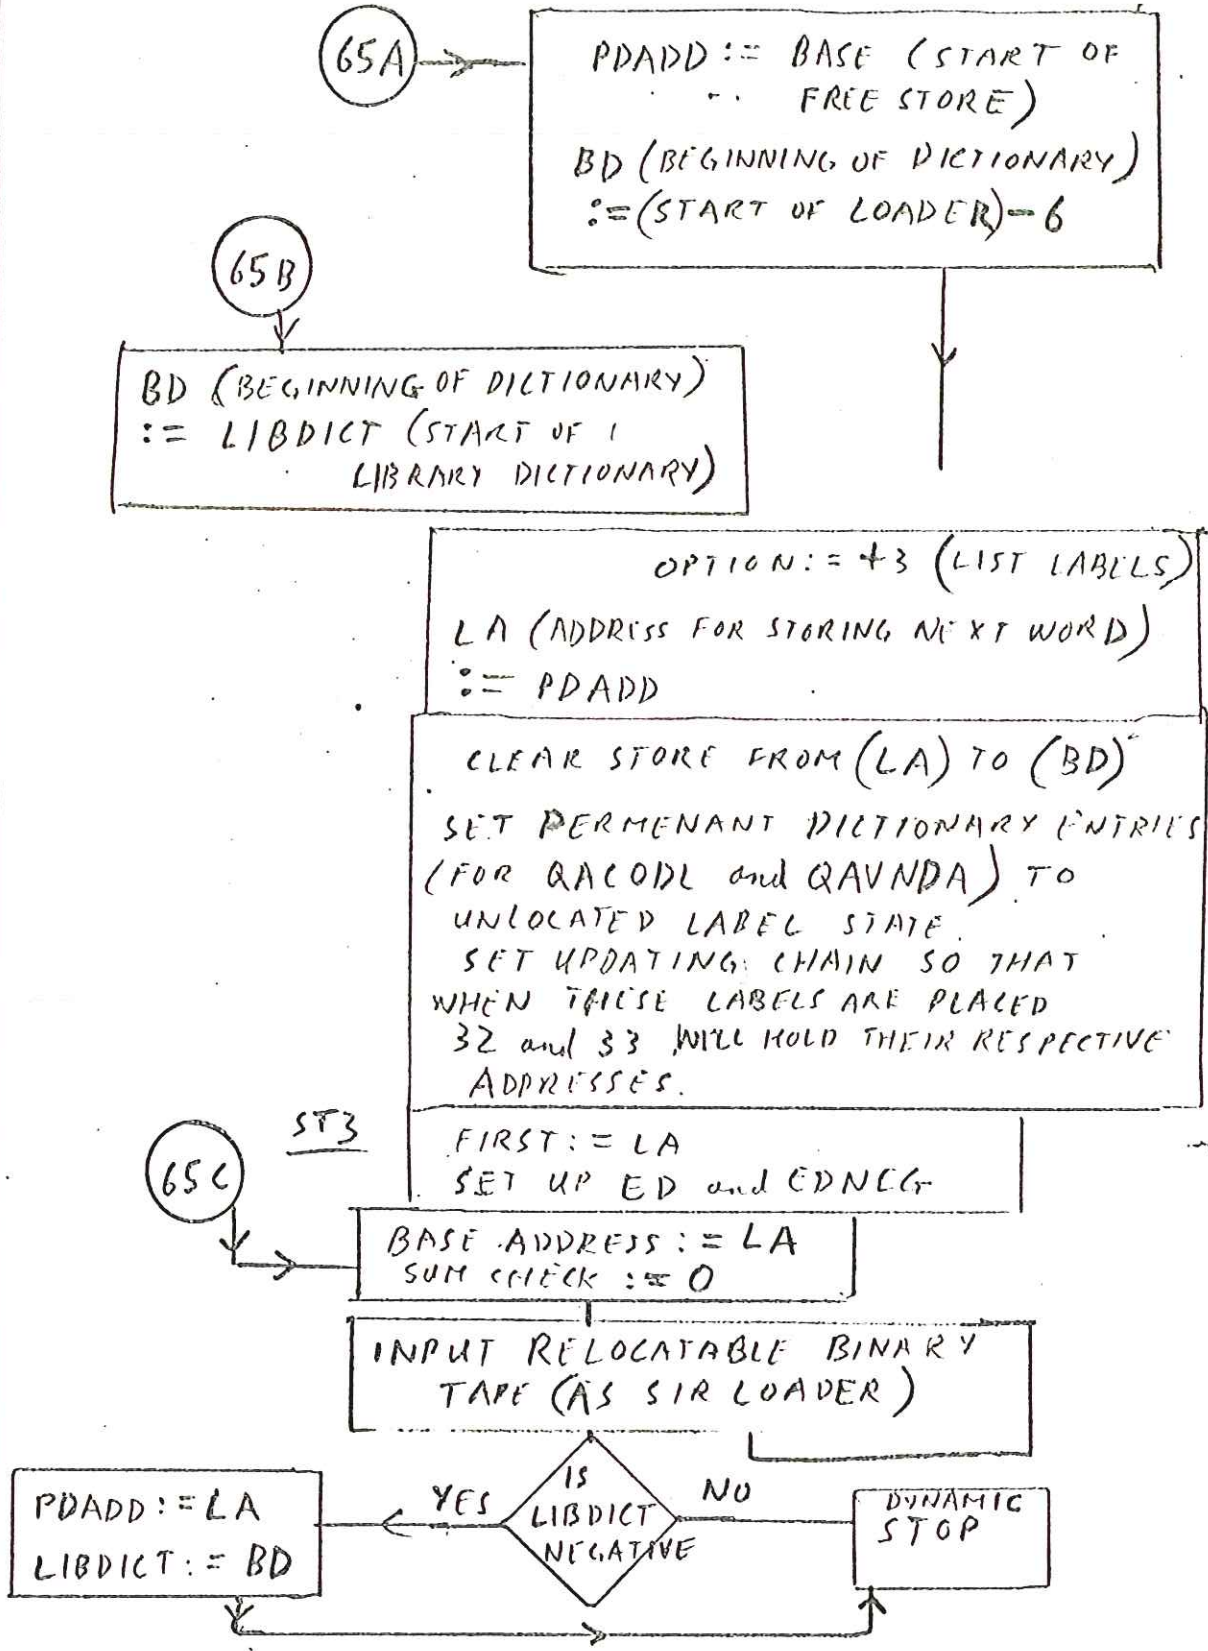 65A
PDADD := BASE (START OF
FREE STORE)
BD (BEGINNING OF DICTIONARY)
:=(START OF LOADER)-6
65B
BD (BEGINNING OF DICTIONARY)
:= LIBDICT (START OF
LIBRARY DICTIONARY)
OPTION:= +3 (LIST LABELS)
LA (ADDRESS FOR STORING NEXT WORD)
:= PDADD
CLEAR STORE FROM (LA) TO (BD)
SET PERMENANT DICTIONARY ENTRIES
(FOR QACODL and QAVNDA) TO
UNLOCATED LABEL STATE.
SET UPDATING CHAIN SO THAT
WHEN THESE LABELS ARE PLACED
32 and 33 WILL HOLD THEIR RESPECTIVE
ADDRESSES.
ST3
65C
FIRST:= LA
SET UP ED and EDNEG
BASE ADDRESS := LA
SUM CHECK := 0
INPUT RELOCATABLE BINARY
TAPE (AS SIR LOADER)
IS
LIBDICT
NEGATIVE
YES
NO
PDADD := LA
LIBDICT := BD
DYNAMIC
STOP